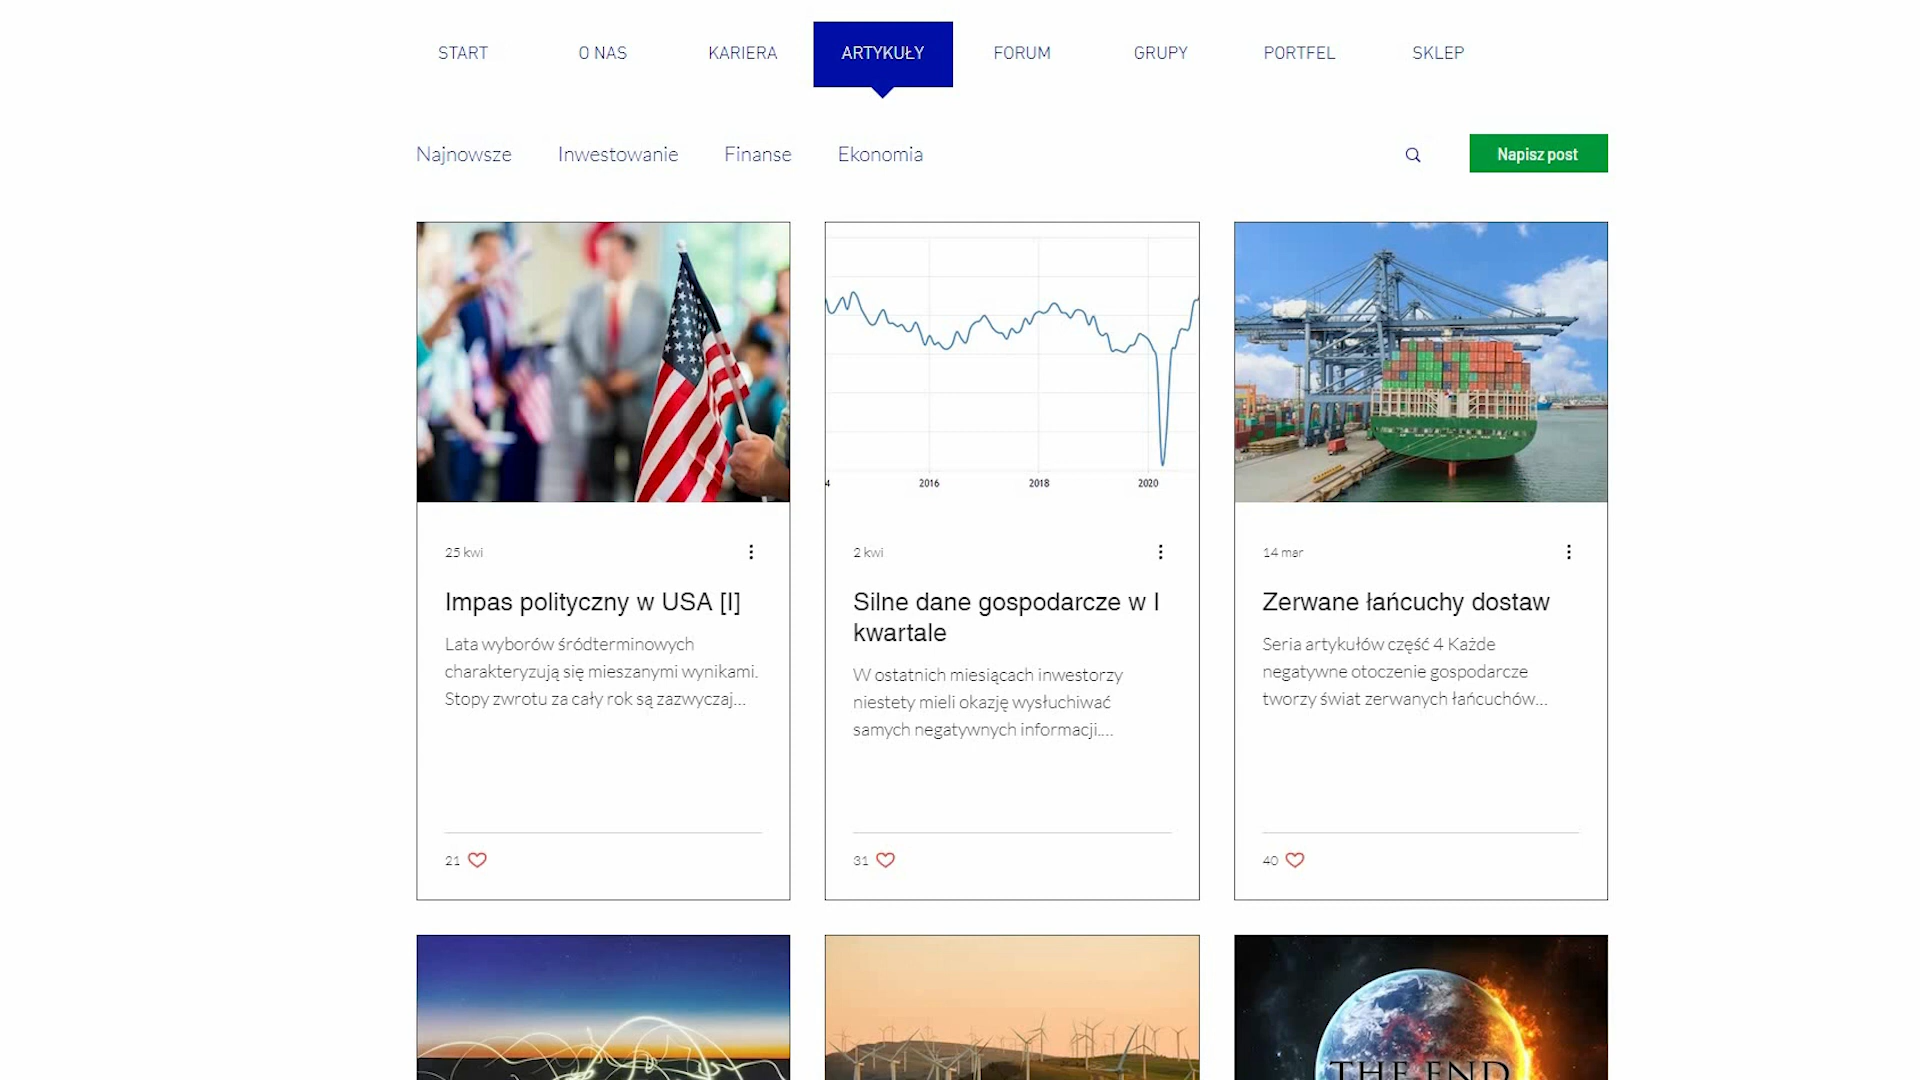 START O NAS KARIERA ARTYKUŁY FORUM GRUPY PORTFEL SKLEP
Najnowsze Inwestowanie Finanse Ekonomia Napisz post
4 2016 2018 2020
25 kwi
Impas polityczny w USA [I]
Lata wyborów śródterminowych
charakteryzują się mieszanymi wynikami.
Stopy zwrotu za cały rok są zazwyczaj...
21
2 kwi
Silne dane gospodarcze w I
kwartale
W ostatnich miesiącach inwestorzy
niestety mieli okazję wysłuchiwać
samych negatywnych informacji....
31
14 mar
Zerwane łańcuchy dostaw
Seria artykułów część 4 Każde
negatywne otoczenie gospodarcze
tworzy świat zerwanych łańcuchów...
40
THE END